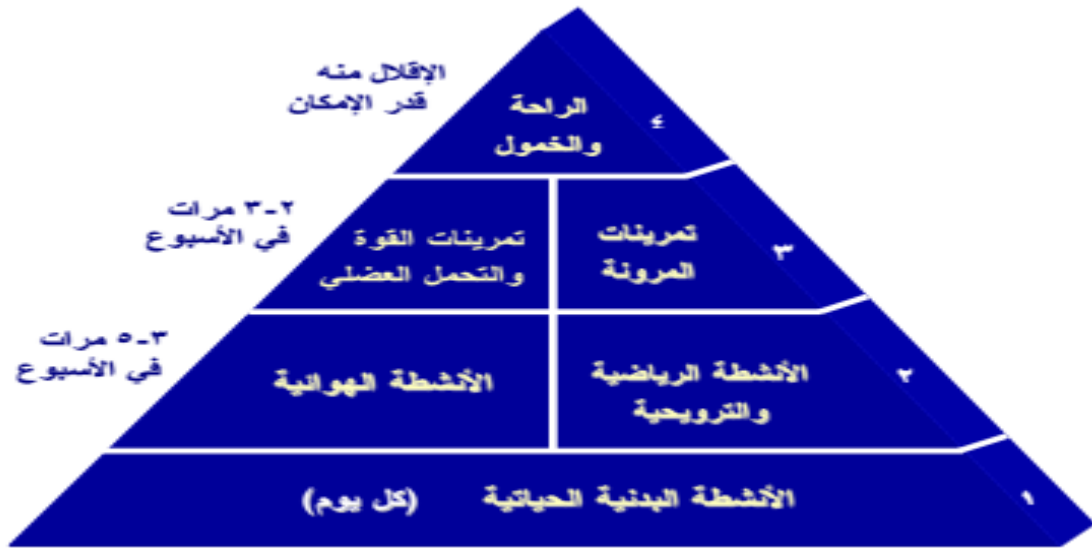 الإقلال منه
قدر الإمكان
الراحة
والخمول
٤
٢-٣ مرات
في الأسبوع
تمرينات
المرونة
تمرينات القوة
والتحمل العضلي
٣
٣-٥ مرات
في الأسبوع
الأنشطة الرياضية
والترويحية
الأنشطة الهوائية
٢
الأنشطة البدنية الحياتية (كل يوم)
١